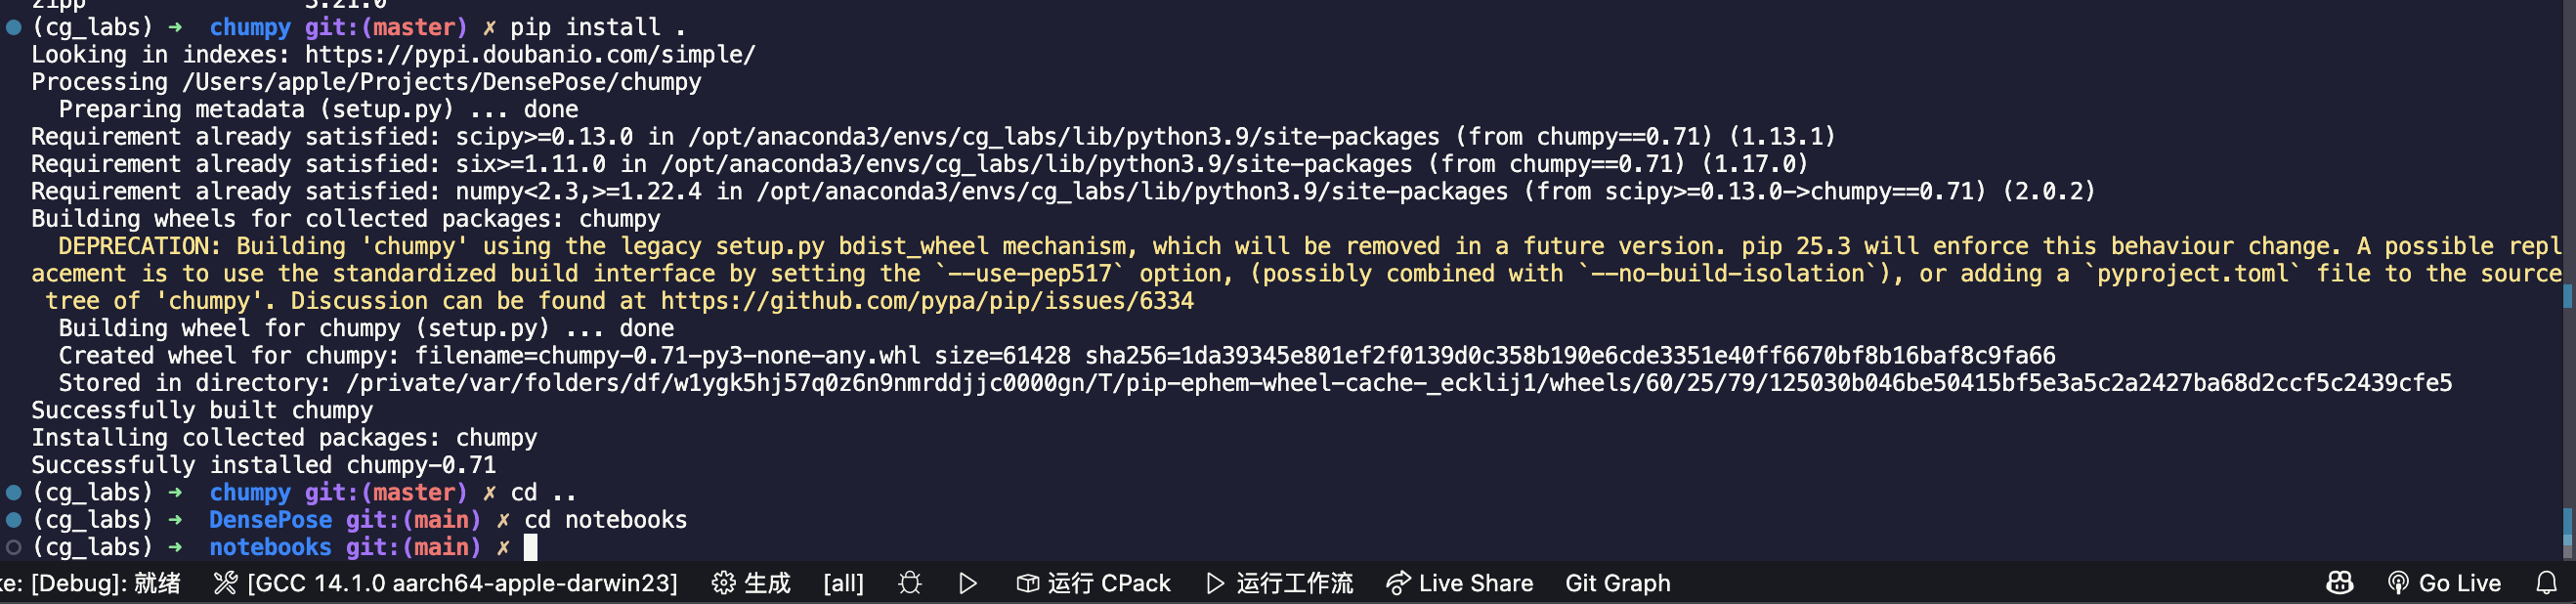 zipp 3.21.0
(cg_labs) ➜ chumpy git:(master) ✗ pip install .
Looking in indexes: https://pypi.doubanio.com/simple/
Processing /Users/apple/Projects/DensePose/chumpy
Preparing metadata (setup.py) ... done
Requirement already satisfied: scipy>=0.13.0 in /opt/anaconda3/envs/cg_labs/lib/python3.9/site-packages (from chumpy==0.71) (1.13.1)
Requirement already satisfied: six>=1.11.0 in /opt/anaconda3/envs/cg_labs/lib/python3.9/site-packages (from chumpy==0.71) (1.17.0)
Requirement already satisfied: numpy<2.3,>=1.22.4 in /opt/anaconda3/envs/cg_labs/lib/python3.9/site-packages (from scipy>=0.13.0->chumpy==0.71) (2.0.2)
Building wheels for collected packages: chumpy
DEPRECATION: Building 'chumpy' using the legacy setup.py bdist_wheel mechanism, which will be removed in a future version. pip 25.3 will enforce this behaviour change. A possible repl
acement is to use the standardized build interface by setting the `--use-pep517` option, (possibly combined with `--no-build-isolation`), or adding a `pyproject.toml` file to the source
tree of 'chumpy'. Discussion can be found at https://github.com/pypa/pip/issues/6334
Building wheel for chumpy (setup.py) ... done
Created wheel for chumpy: filename=chumpy-0.71-py3-none-any.whl size=61428 sha256=1da39345e801ef2f0139d0c358b190e6cde3351e40ff6670bf8b16baf8c9fa66
Stored in directory: /private/var/folders/df/w1ygk5hj57q0z6n9nmrddjjc0000gn/T/pip-ephem-wheel-cache-_ecklij1/wheels/60/25/79/125030b046be50415bf5e3a5c2a2427ba68d2ccf5c2439cfe5
Successfully built chumpy
Installing collected packages: chumpy
Successfully installed chumpy-0.71
(cg_labs) ➜ chumpy git:(master) ✗ cd ..
(cg_labs) ➜ DensePose git:(main) ✗ cd notebooks
(cg_labs) ➜ notebooks git:(main) ✗
ke: [Debug]: 就绪 [GCC 14.1.0 aarch64-apple-darwin23] 生成 [all] 运行 CPack 运行工作流 Live Share Git Graph Go Live